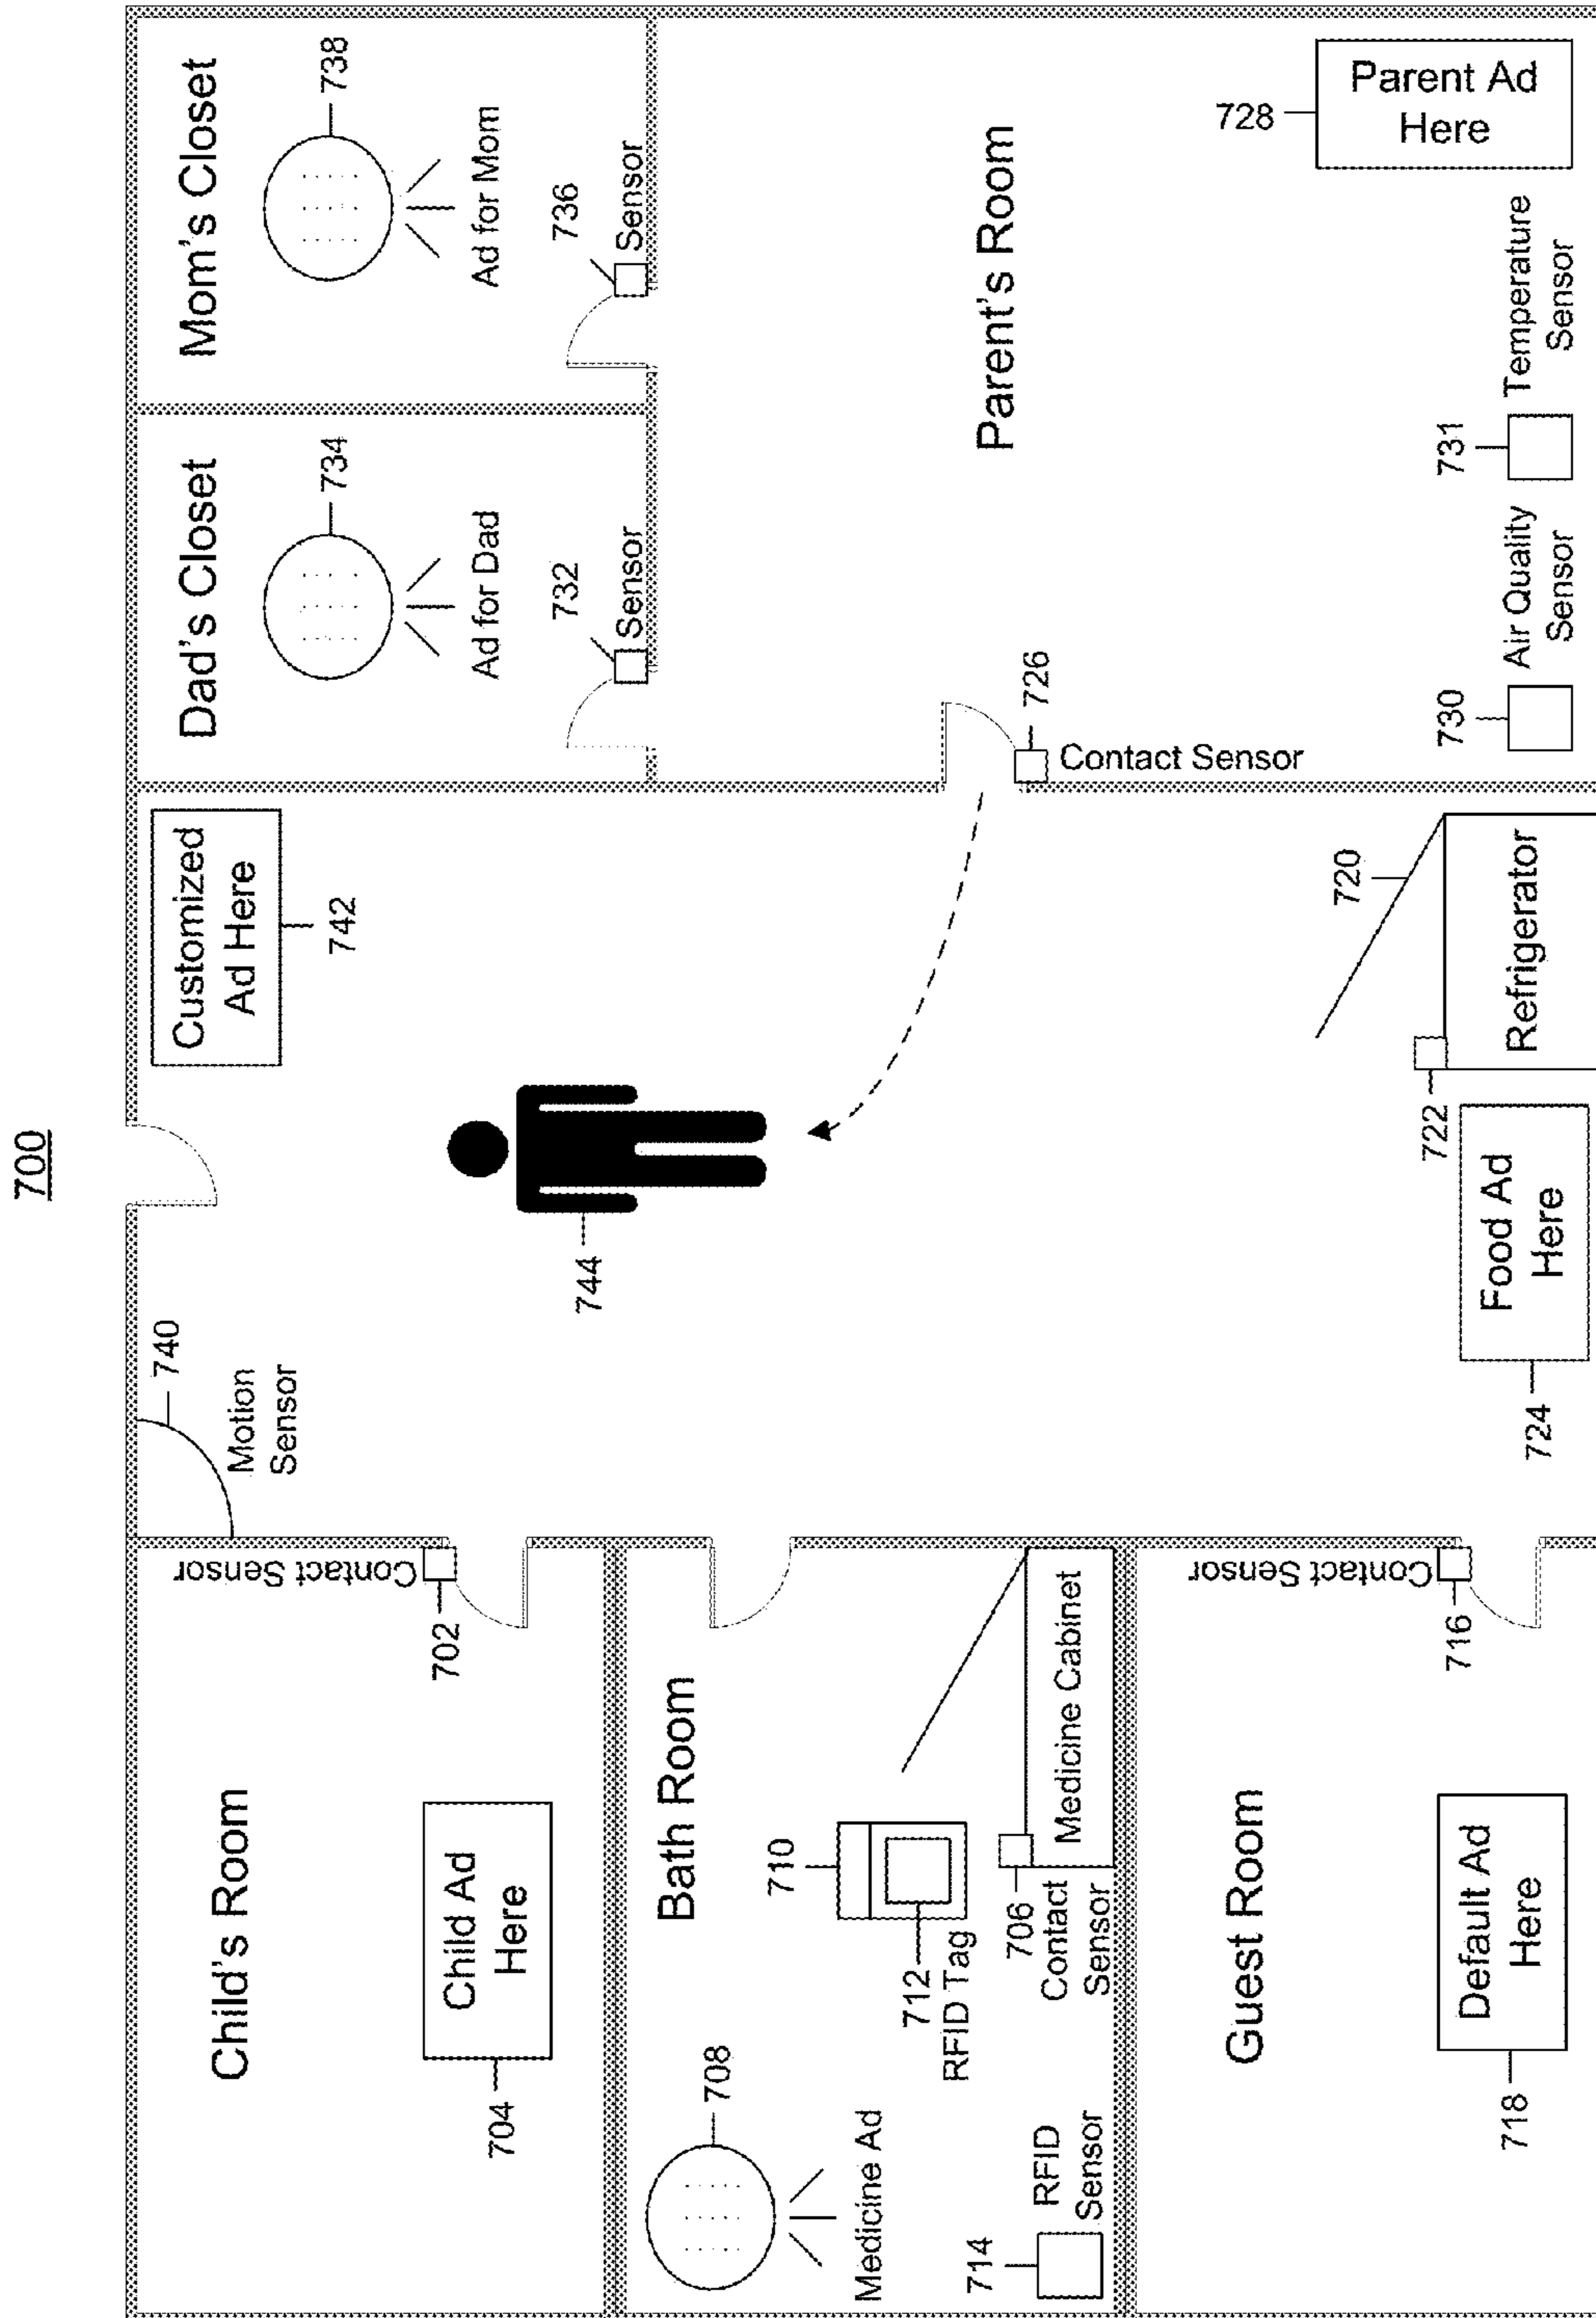 700
Child's Room
Child Ad
Here
704
702
Contact Sensor
Bath Room
708
Medicine Ad
714
RFID
Sensor
710
712
RFID Tag
706
Contact
Sensor
Medicine Cabinet
Guest Room
Default Ad
Here
718
716
Contact Sensor
740
Motion
Sensor
744
Customized
Ad Here
742
720
722
Refrigerator
Food Ad
Here
724
Dad's Closet
734
Ad for Dad
732
Sensor
Mom's Closet
738
Ad for Mom
736
Sensor
Parent's Room
726
Contact Sensor
728
Parent Ad
Here
730
Air Quality
Sensor
731
Temperature
Sensor